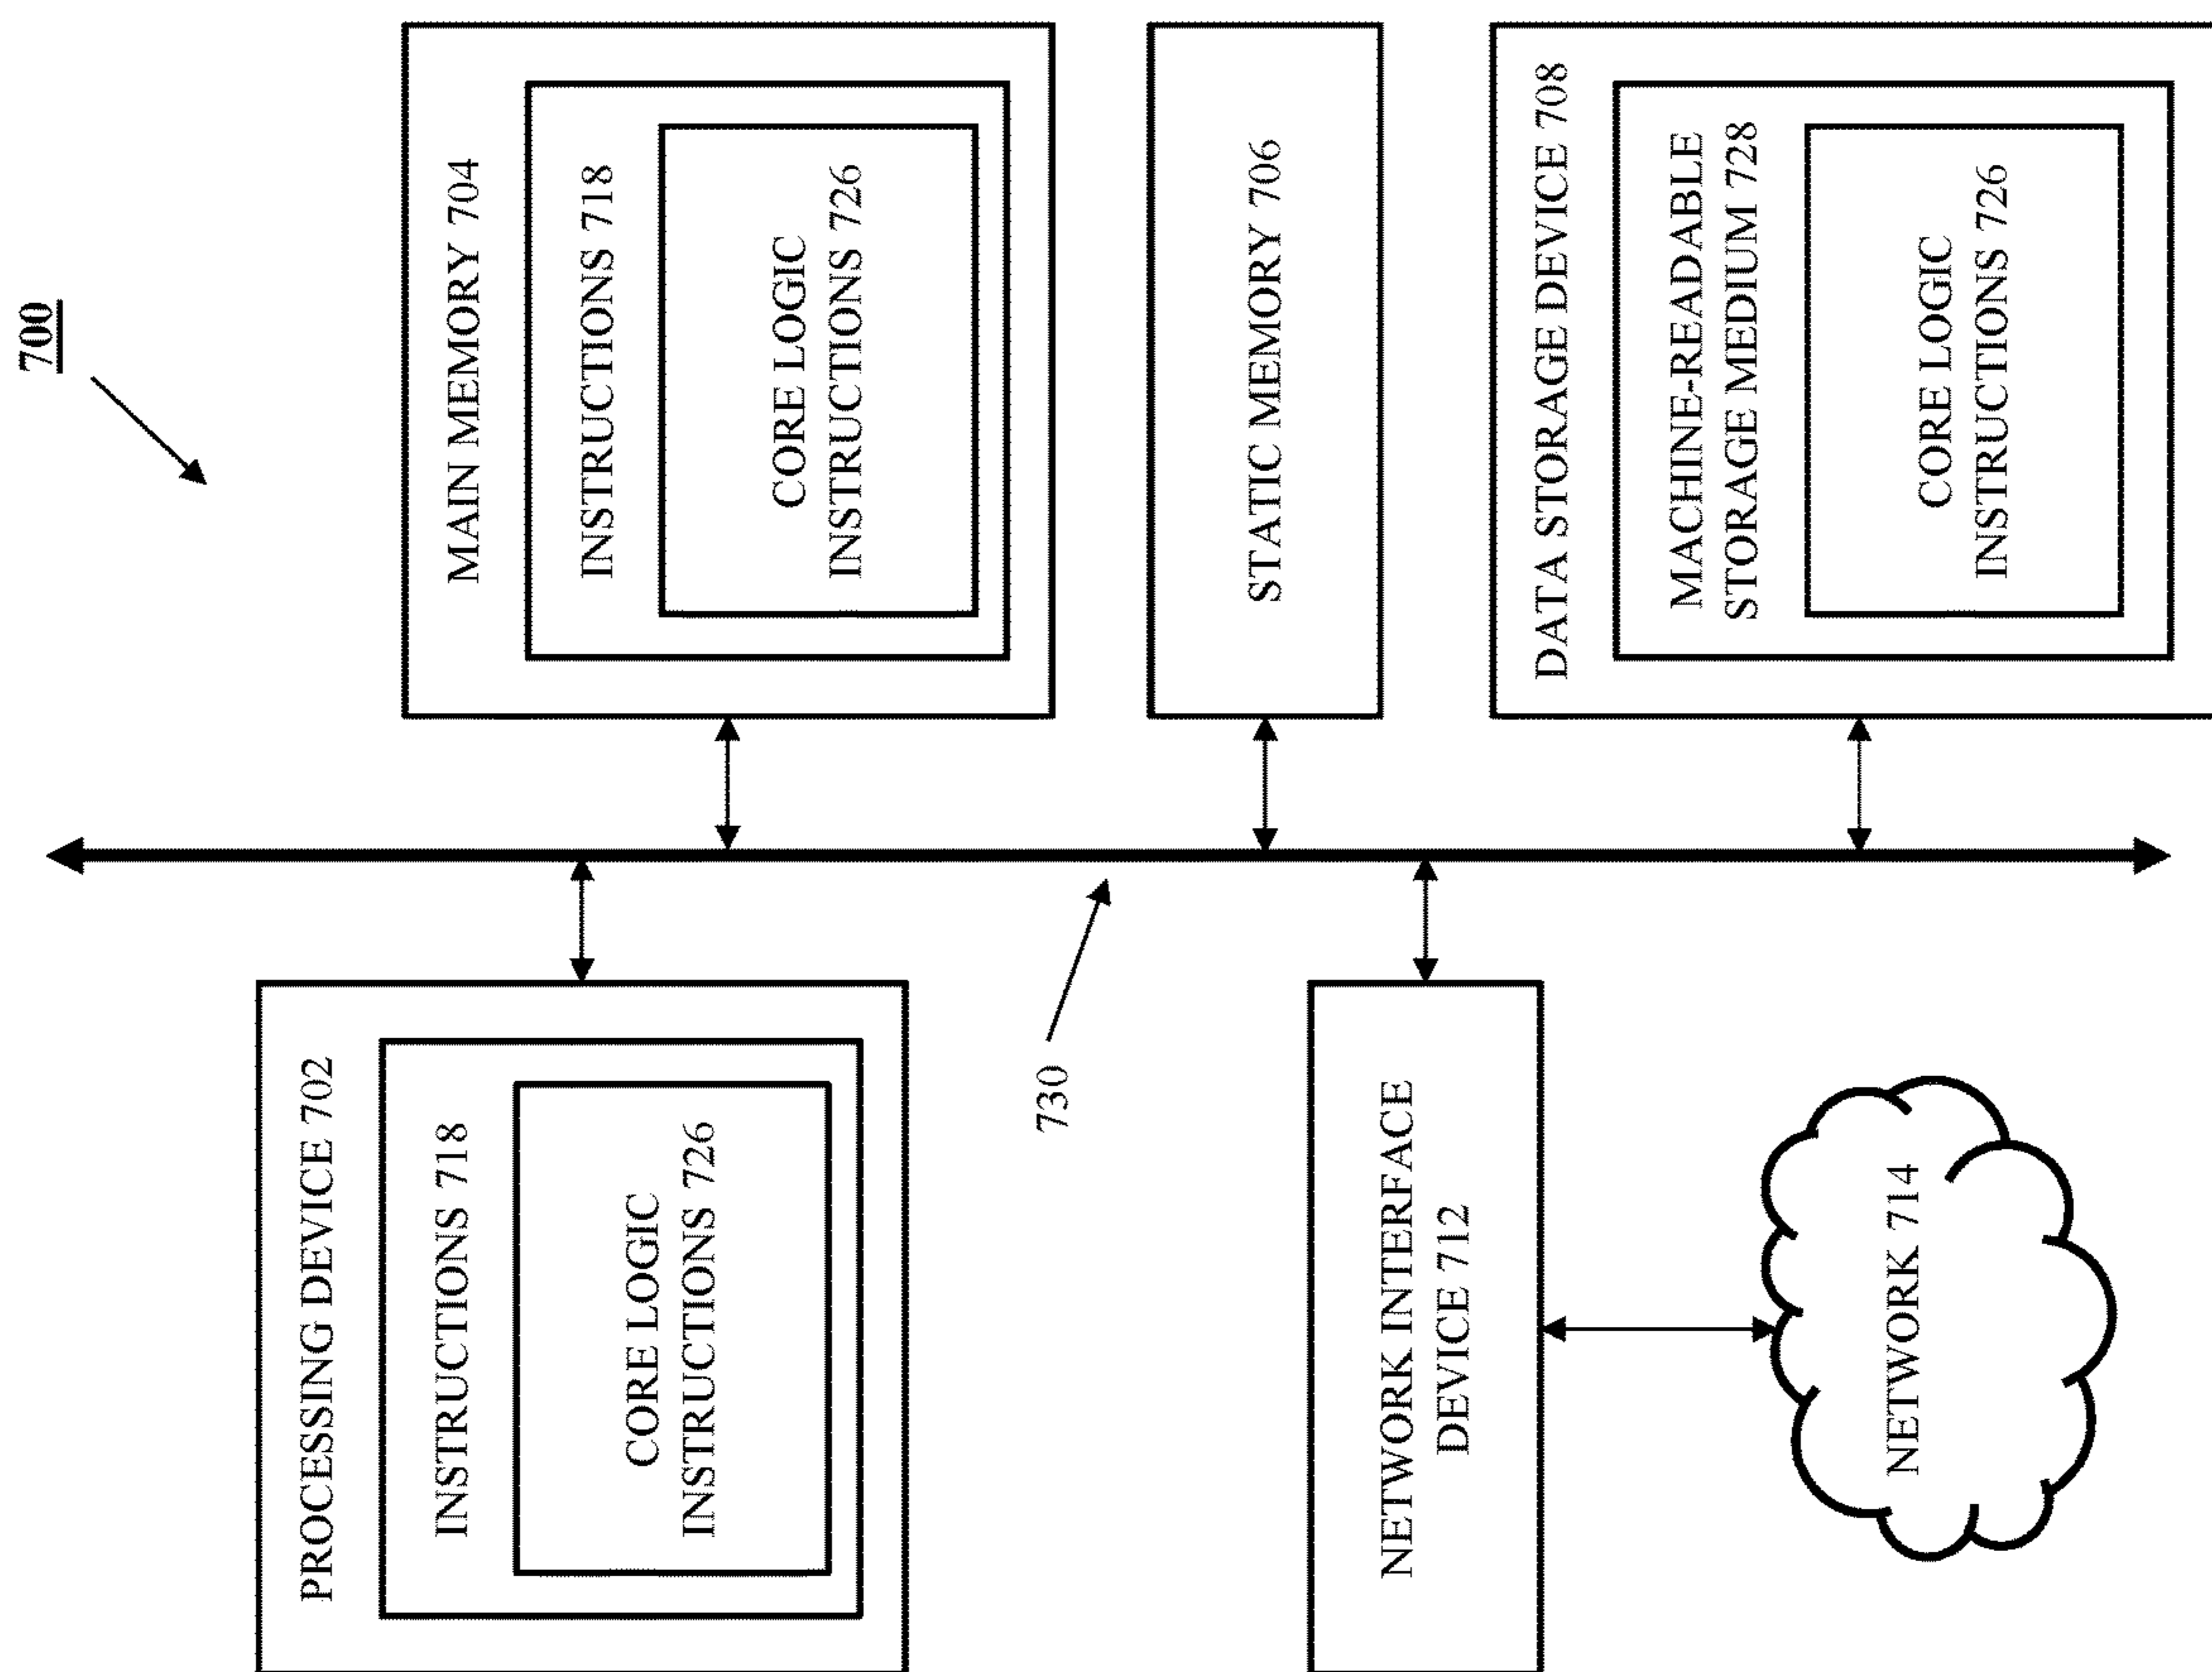 700
PROCESSING DEVICE 702
INSTRUCTIONS 718
CORE LOGIC
INSTRUCTIONS 726
MAIN MEMORY 704
INSTRUCTIONS 718
CORE LOGIC
INSTRUCTIONS 726
730
STATIC MEMORY 706
NETWORK INTERFACE
DEVICE 712
DATA STORAGE DEVICE 708
MACHINE-READABLE
STORAGE MEDIUM 728
CORE LOGIC
INSTRUCTIONS 726
NETWORK 714